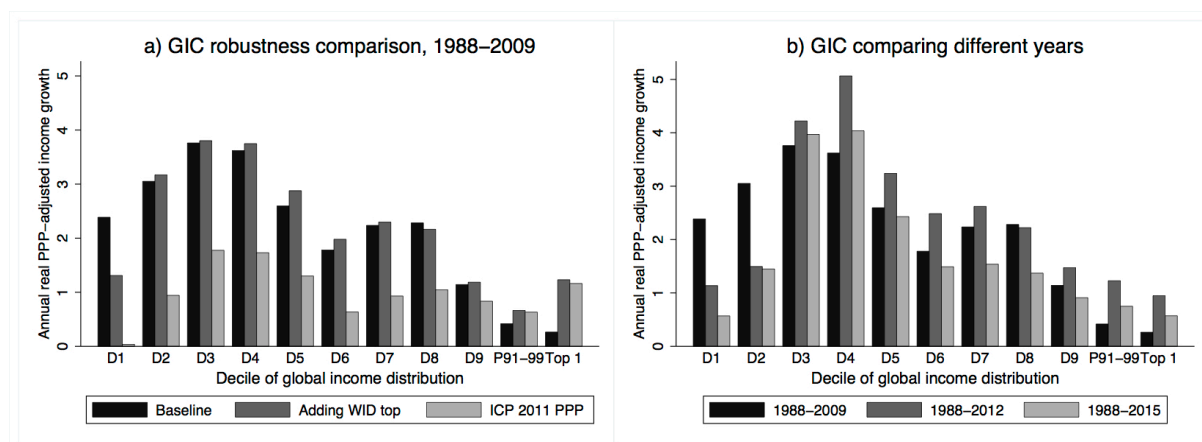 a) GIC robustness comparison, 1988−2009
Annual real PPP−adjusted income growth
5
4
3
2
1
0
D1 D2 D3 D4 D5 D6 D7 D8 D9 P91−99 Top 1
Decile of global income distribution
Baseline Adding WID top ICP 2011 PPP
b) GIC comparing different years
Annual real PPP−adjusted income growth
5
4
3
2
1
0
D1 D2 D3 D4 D5 D6 D7 D8 D9 P91−99 Top 1
Decile of global income distribution
1988−2009 1988−2012 1988−2015